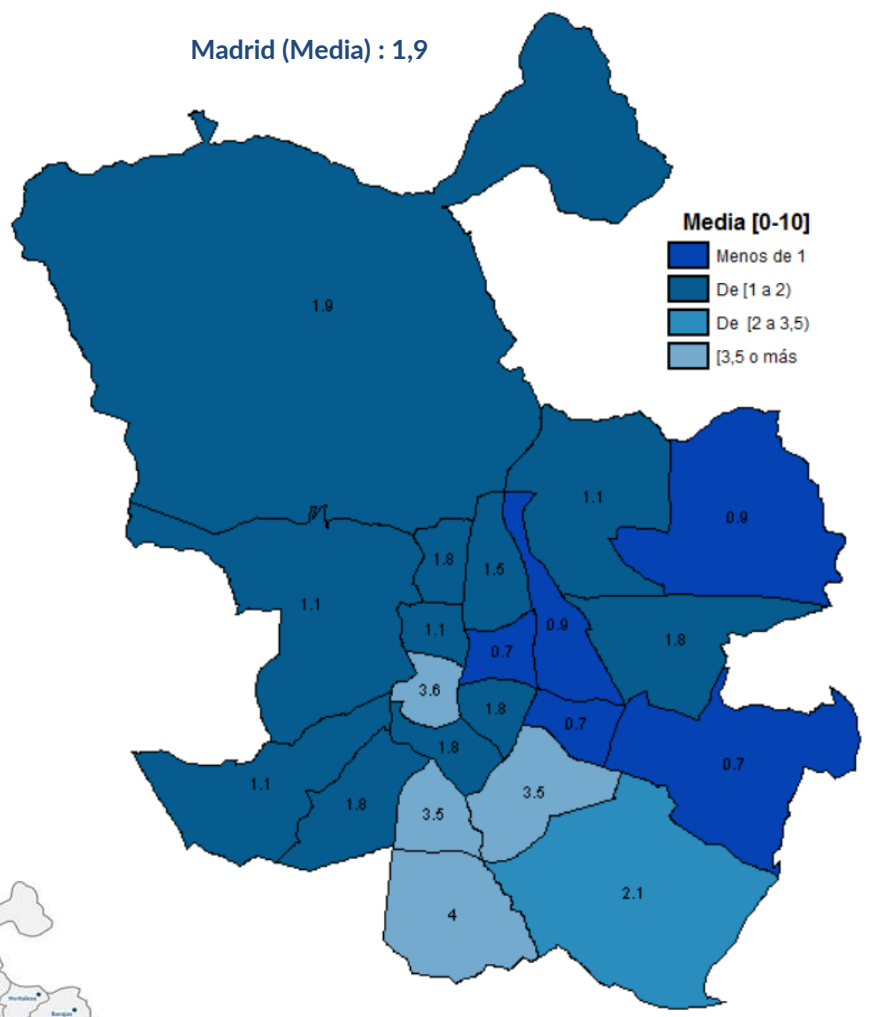 Madrid (Media) : 1,9
Media [0-10]
Menos de 1
De [1 a 2)
De [2 a 3,5)
[3,5 o más
1.9
1.1
0.9
1.8
1.5
1.1
1.1
0.9
1.8
0.7
3.6
1.8
0.7
1.8
0.7
1.1
1.8
3.5
3.5
2.1
4
Hortaleza
Barajas